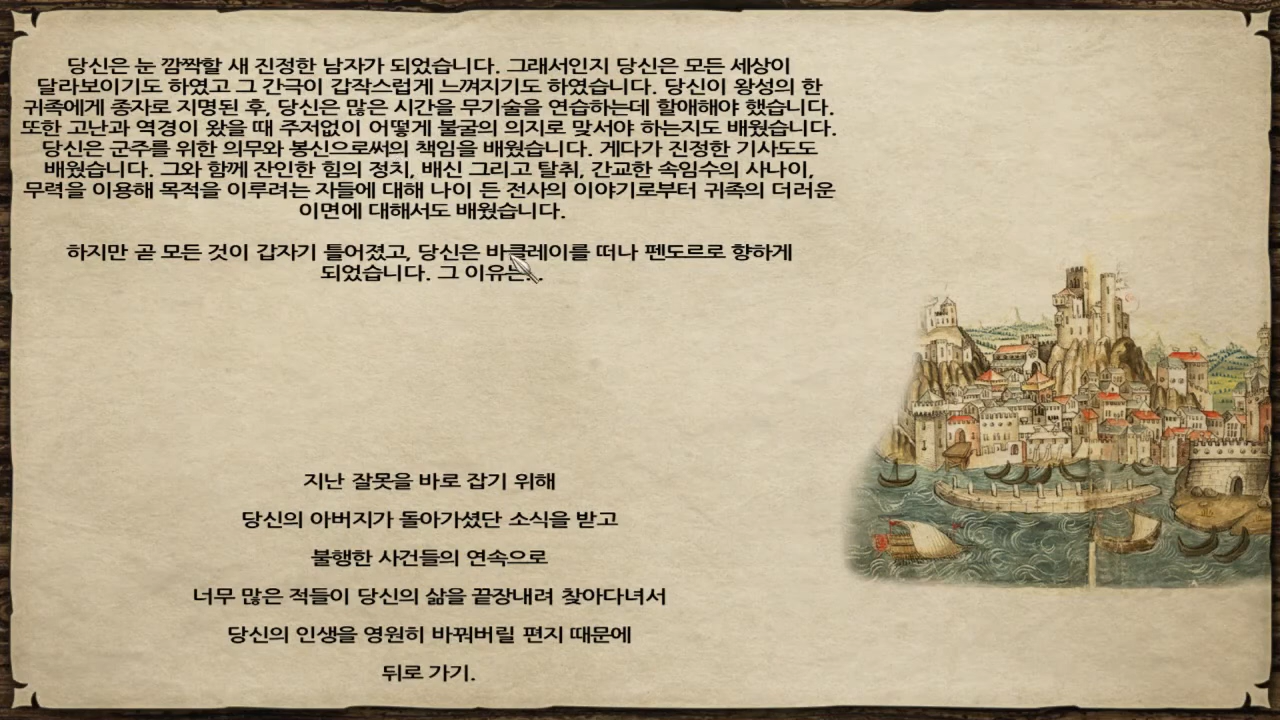 당신은 눈 깜짝할 새 진정한 남자가 되었습니다. 그래서인지 당신은 모든 세상이
달라보이기도 하였고 그 간극이 갑작스럽게 느껴지기도 하였습니다. 당신이 왕성의 한
귀족에게 종자로 지명된 후, 당신은 많은 시간을 무기술을 연습하는데 할애해야 했습니다.
또한 고난과 역경이 왔을 때 주저없이 어떻게 불굴의 의지로 맞서야 하는지도 배웠습니다.
당신은 군주를 위한 의무와 봉신으로써의 책임을 배웠습니다. 게다가 진정한 기사도도
배웠습니다. 그와 함께 잔인한 힘의 정치, 배신 그리고 탈취, 간교한 속임수의 사나이,
무력을 이용해 목적을 이루려는 자들에 대해 나이 든 전사의 이야기로부터 귀족의 더러운
이면에 대해서도 배웠습니다.
하지만 곧 모든 것이 갑자기 틀어졌고, 당신은 바클레이를 떠나 펜도르로 향하게
되었습니다. 그 이유는...
지난 잘못을 바로 잡기 위해
당신의 아버지가 돌아가셨단 소식을 받고
불행한 사건들의 연속으로
너무 많은 적들이 당신의 삶을 끝장내려 찾아다녀서
당신의 인생을 영원히 바꿔버릴 편지 때문에
뒤로 가기.